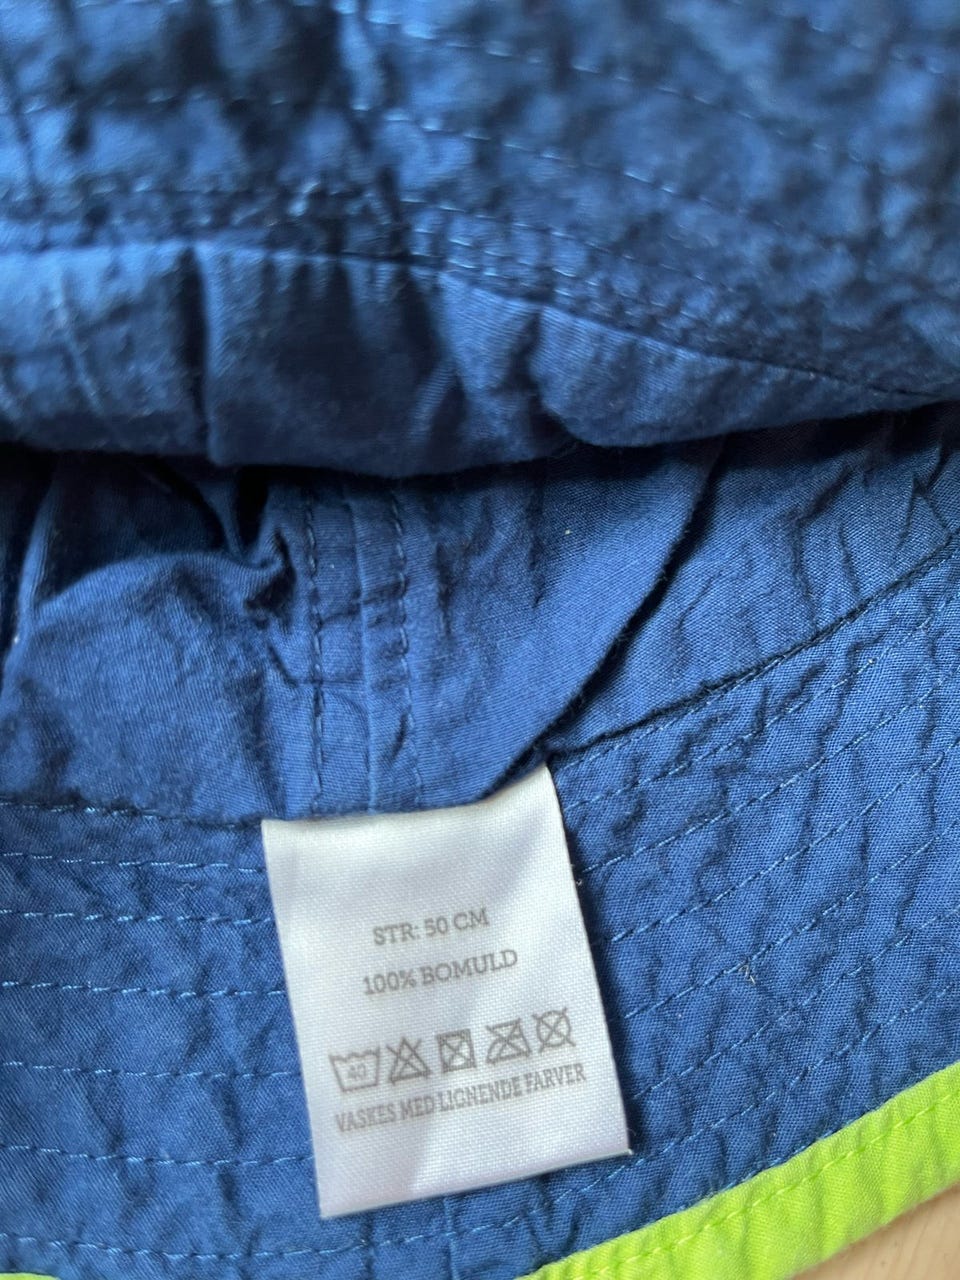 STR: 50 CM
100% BOMULD
40
VASKES MED LIGNENDE FARVER